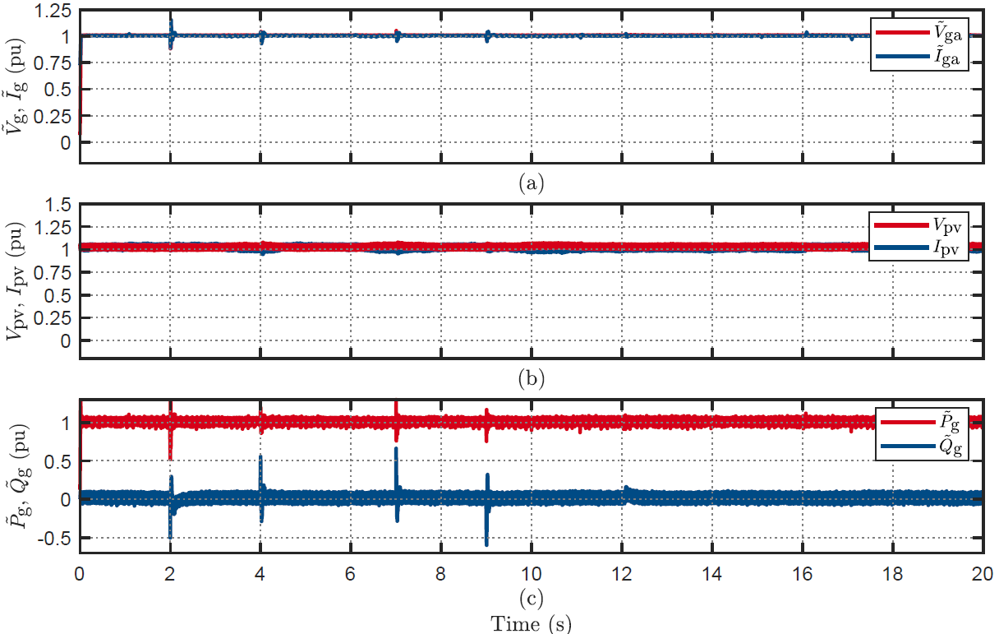 1.25
1
0.75
0.5
0.25
0
Ṽga
Ĩga
Ṽg, Ĩg (pu)
(a)
1.5
1.25
1
0.75
0.5
0.25
0
Vpv
Ipv
Vpv, Ipv (pu)
(b)
1
0.5
0
-0.5
P̃g
Q̃g
P̃g, Q̃g (pu)
0 2 4 6 8 10 12 14 16 18 20
(c)
Time (s)